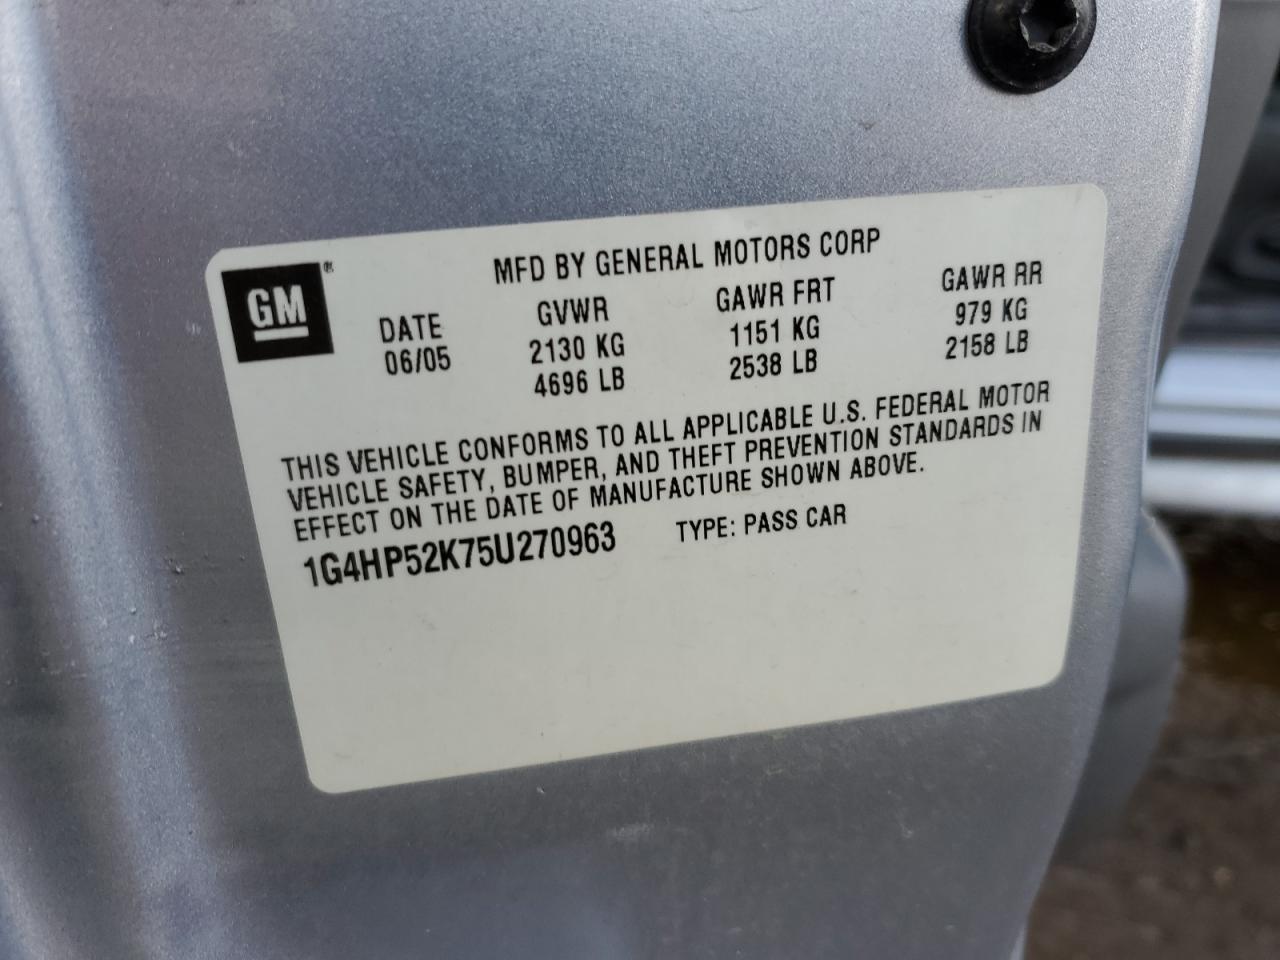 GM®
MFD BY GENERAL MOTORS CORP
DATE GVWR GAWR FRT GAWR RR
06/05 2130 KG 1151 KG 979 KG
4696 LB 2538 LB 2158 LB
THIS VEHICLE CONFORMS TO ALL APPLICABLE U.S. FEDERAL MOTOR
VEHICLE SAFETY, BUMPER, AND THEFT PREVENTION STANDARDS IN
EFFECT ON THE DATE OF MANUFACTURE SHOWN ABOVE.
1G4HP52K75U270963 TYPE: PASS CAR